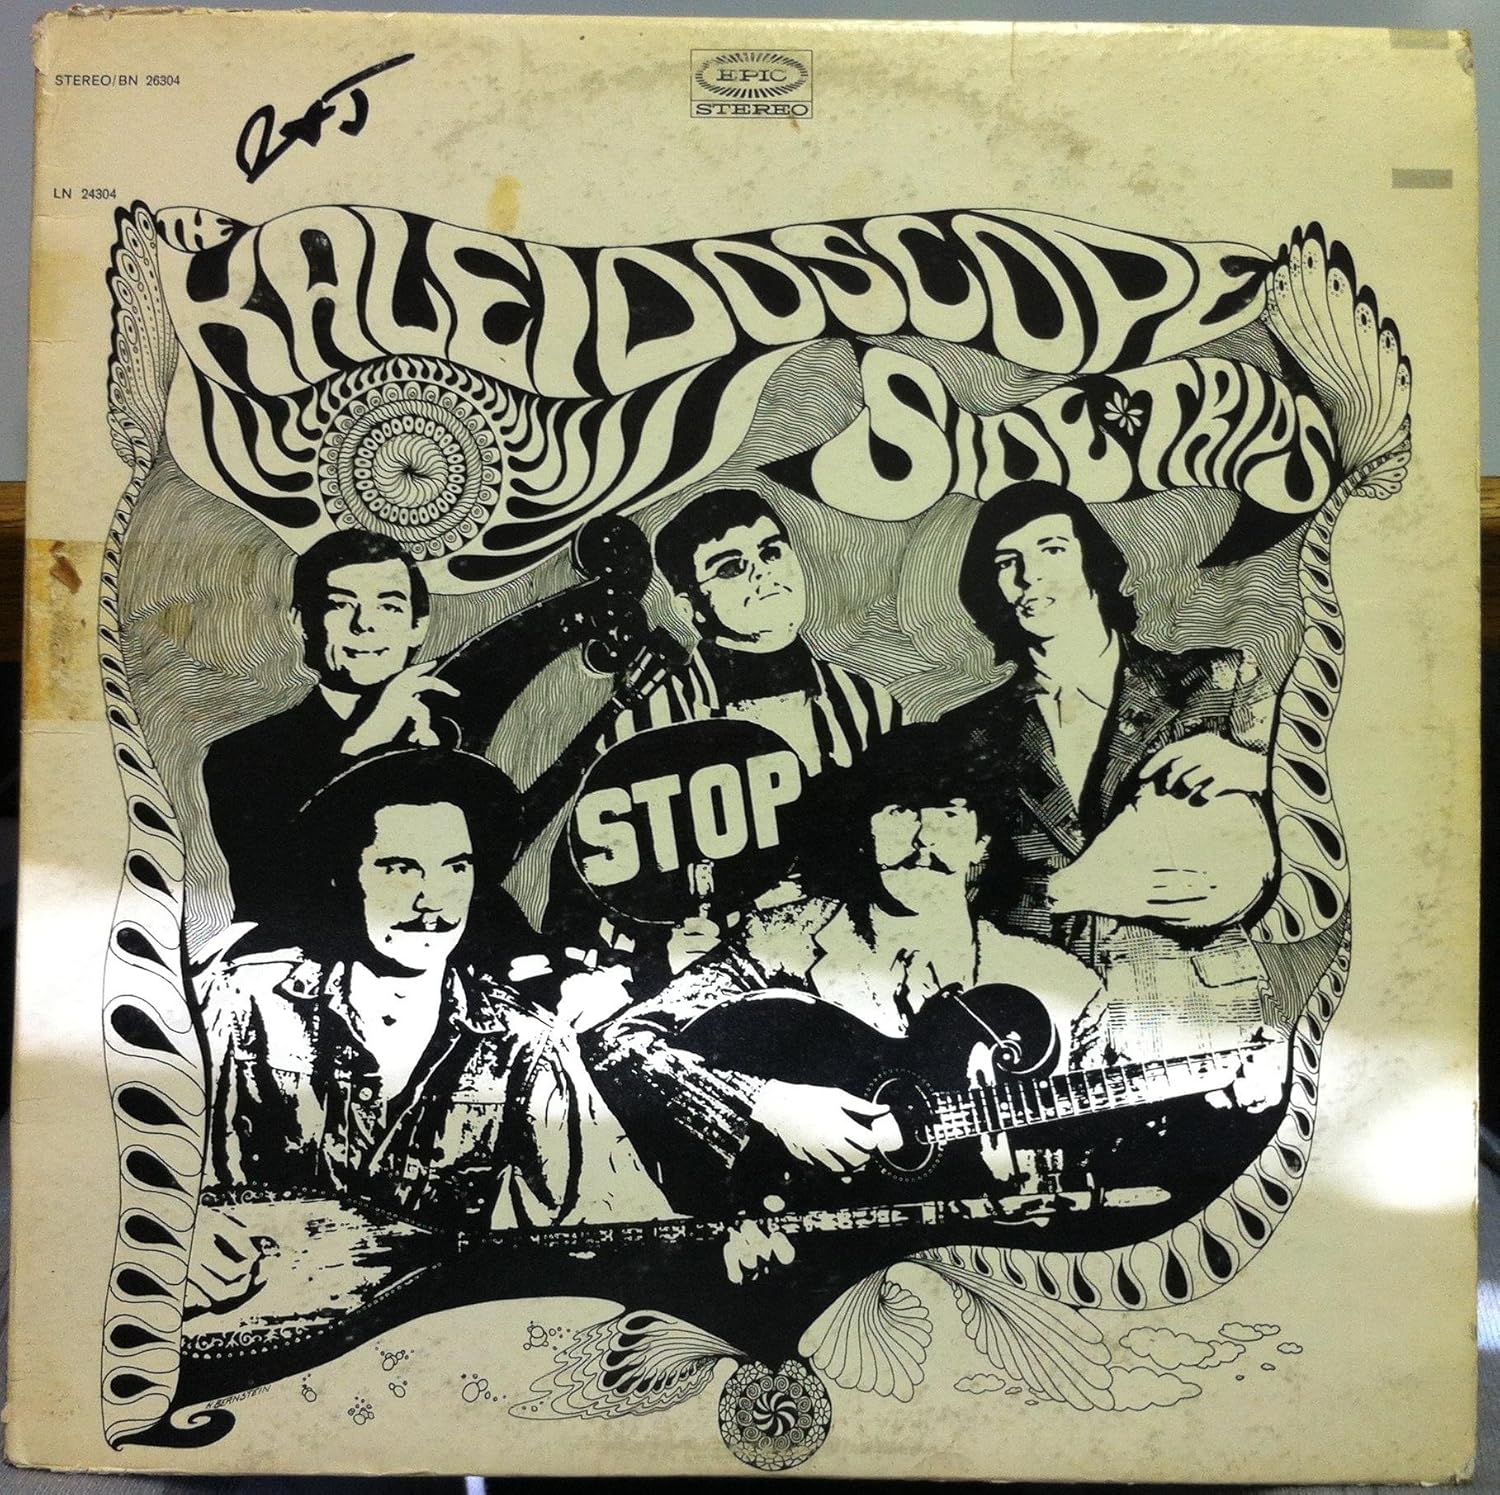 STEREO/BN 26304
EPIC
STEREO
LN 24304
THE
KALEIDOSCOPE
SIDE TRIPS
STOP
H BERNSTEIN